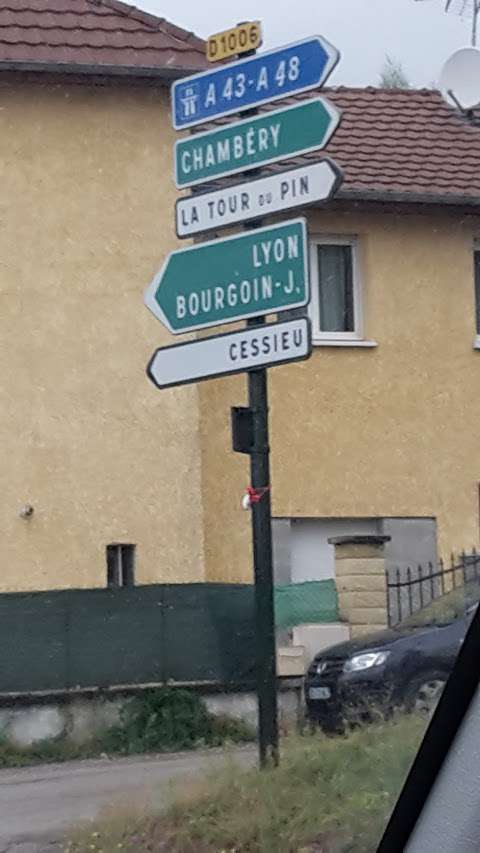 D1006
A 43-A 48
CHAMBÉRY
LA TOUR DU PIN
LYON
BOURGOIN-J.
CESSIEU